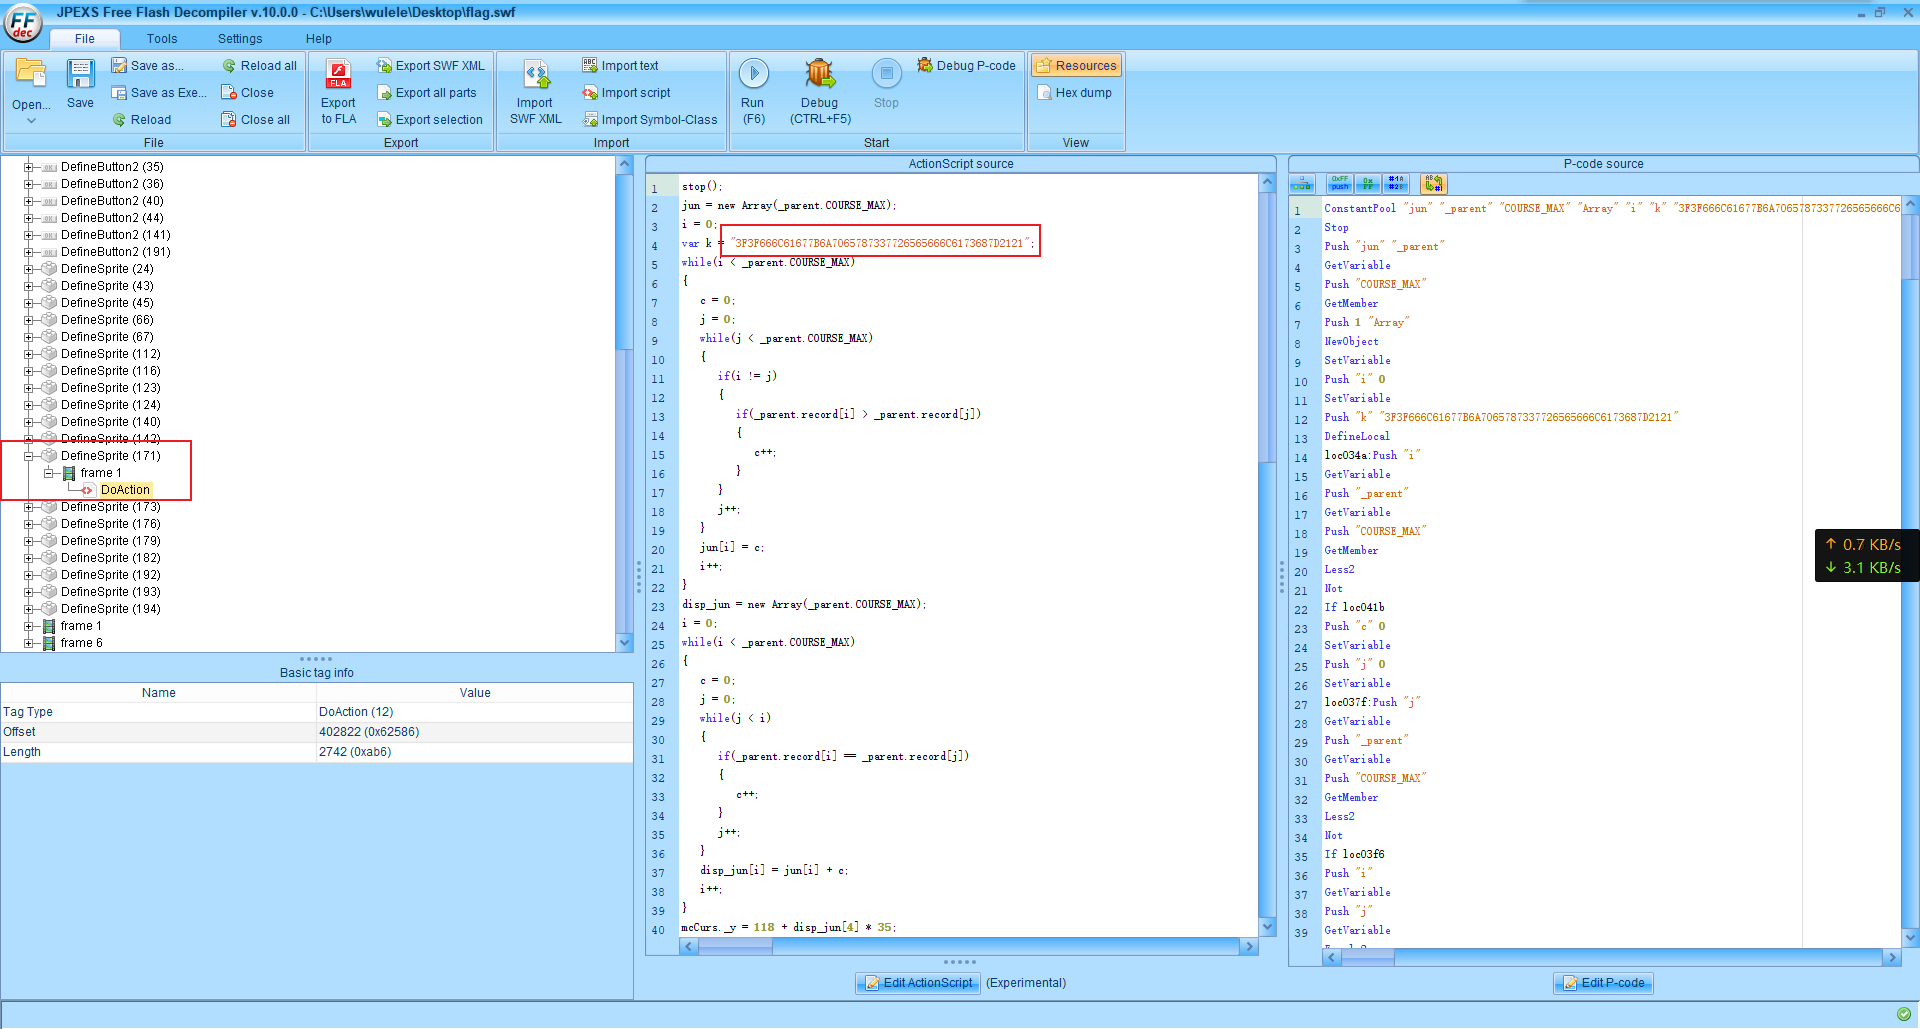 JPEXS Free Flash Decompiler v.10.0.0 - C:\Users\wulele\Desktop\flag.swf
File Tools Settings Help
Open...
Save
Save as...
Save as Exe...
Reload
Reload all
Close
Close all
File
Export to FLA
Export SWF XML
Export all parts
Export selection
Export
Import SWF XML
Import text
Import script
Import Symbol-Class
Import
Run (F6)
Debug (CTRL+F5)
Stop
Debug P-code
Start
Resources
Hex dump
View
DefineButton2 (35)
DefineButton2 (36)
DefineButton2 (40)
DefineButton2 (44)
DefineButton2 (141)
DefineButton2 (191)
DefineSprite (24)
DefineSprite (43)
DefineSprite (45)
DefineSprite (66)
DefineSprite (67)
DefineSprite (112)
DefineSprite (116)
DefineSprite (123)
DefineSprite (124)
DefineSprite (140)
DefineSprite (142)
DefineSprite (171)
frame 1
DoAction
DefineSprite (173)
DefineSprite (176)
DefineSprite (179)
DefineSprite (182)
DefineSprite (192)
DefineSprite (193)
DefineSprite (194)
frame 1
frame 6
Basic tag info
Name Value
Tag Type DoAction (12)
Offset 402822 (0x62586)
Length 2742 (0xab6)
ActionScript source
1 stop();
2 jun = new Array(_parent.COURSE_MAX);
3 i = 0;
4 var k = "3F3F666C61677B6A7065787337726565666C6173687D2121";
5 while(i < _parent.COURSE_MAX)
6 {
7 c = 0;
8 j = 0;
9 while(j < _parent.COURSE_MAX)
10 {
11 if(i != j)
12 {
13 if(_parent.record[i] > _parent.record[j])
14 {
15 c++;
16 }
17 }
18 j++;
19 }
20 jun[i] = c;
21 i++;
22 }
23 disp_jun = new Array(_parent.COURSE_MAX);
24 i = 0;
25 while(i < _parent.COURSE_MAX)
26 {
27 c = 0;
28 j = 0;
29 while(j < i)
30 {
31 if(_parent.record[i] == _parent.record[j])
32 {
33 c++;
34 }
35 j++;
36 }
37 disp_jun[i] = jun[i] + c;
38 i++;
39 }
40 mcCurs._y = 118 + disp_jun[4] * 35;
Edit ActionScript (Experimental)
P-code source
1 ConstantPool "jun" "_parent" "COURSE_MAX" "Array" "i" "k" "3F3F666C61677B6A7065787337726565666C6
2 Stop
3 Push "jun" "_parent"
4 GetVariable
5 Push "COURSE_MAX"
6 GetMember
7 Push 1 "Array"
8 NewObject
9 SetVariable
10 Push "i" 0
11 SetVariable
12 Push "k" "3F3F666C61677B6A7065787337726565666C6173687D2121"
13 DefineLocal
14 loc034a:Push "i"
15 GetVariable
16 Push "_parent"
17 GetVariable
18 Push "COURSE_MAX"
19 GetMember
20 Less2
21 Not
22 If loc041b
23 Push "c" 0
24 SetVariable
25 Push "j" 0
26 SetVariable
27 loc037f:Push "j"
28 GetVariable
29 Push "_parent"
30 GetVariable
31 Push "COURSE_MAX"
32 GetMember
33 Less2
34 Not
35 If loc03f6
36 Push "i"
37 GetVariable
38 Push "j"
39 GetVariable
Edit P-code
↑ 0.7 KB/s
↓ 3.1 KB/s